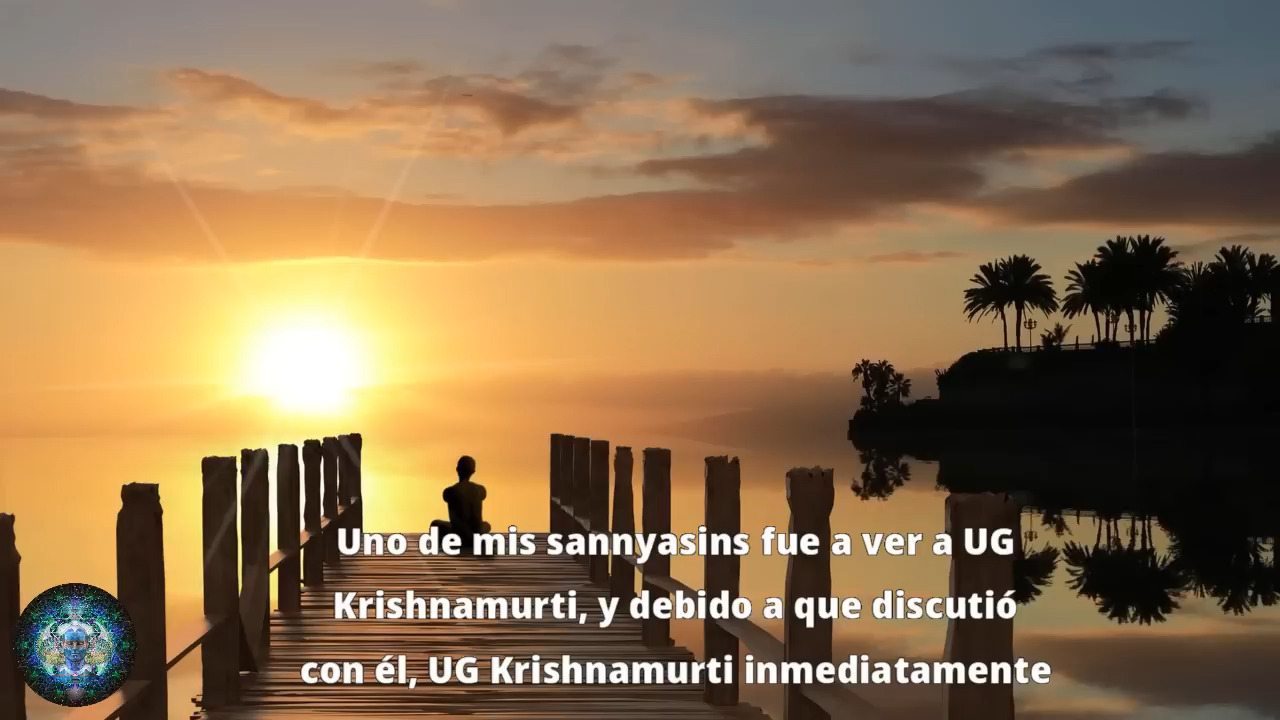 Uno de mis sannyasins fue a ver a UG
Krishnamurti, y debido a que discutió
con él, UG Krishnamurti inmediatamente